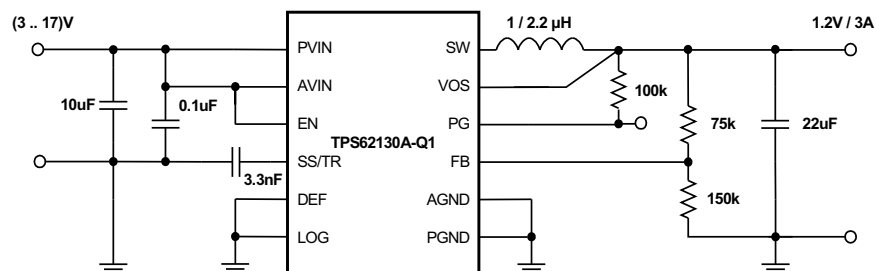 (3 .. 17)V
1 / 2.2 µH
1.2V / 3A
PVIN
SW
AVIN
VOS
10uF
0.1uF
100k
EN
PG
TPS62130A-Q1
75k
22uF
SS/TR
FB
3.3nF
DEF
AGND
150k
LOG
PGND